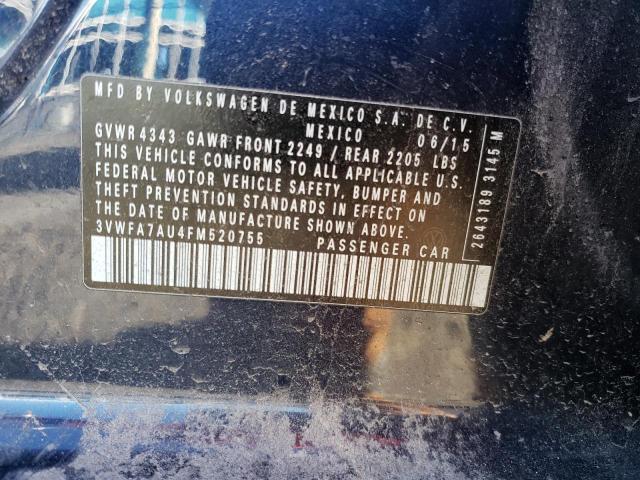 MFD BY VOLKSWAGEN DE MEXICO S.A. DE C.V.
MEXICO 06/15
GVWR 4343 GAWR FRONT 2249 / REAR 2205 LBS
THIS VEHICLE CONFORMS TO ALL APPLICABLE U.S.
FEDERAL MOTOR VEHICLE SAFETY, BUMPER AND
THEFT PREVENTION STANDARDS IN EFFECT ON
THE DATE OF MANUFACTURE SHOWN ABOVE.
3VWFA7AU4FM520755 PASSENGER CAR
2643189 3145 M